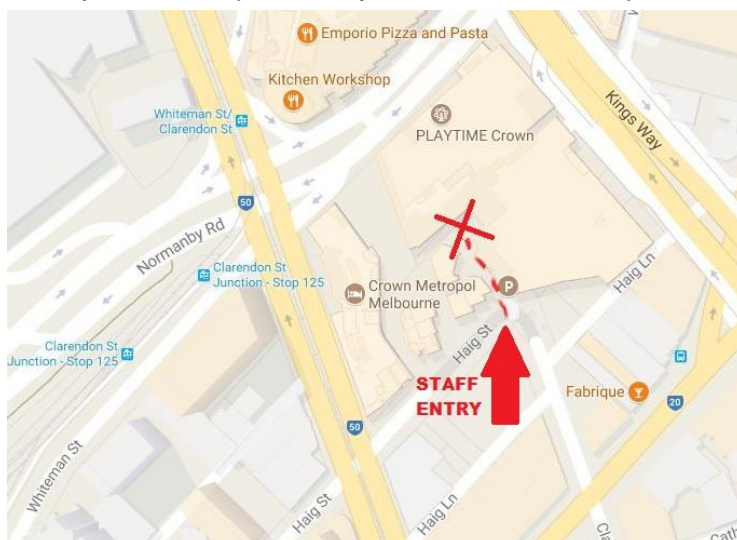 Emporio Pizza and Pasta
Kitchen Workshop
Whiteman St/
Clarendon St
PLAYTIME Crown
Kings Way
50
Normanby Rd
Clarendon St
Junction - Stop 125
Crown Metropol
Melbourne
P
Haig Ln
Haig St
Clarendon St
Junction - Stop 125
STAFF
ENTRY
Fabrique
20
50
Whiteman St
Haig St
Haig Ln